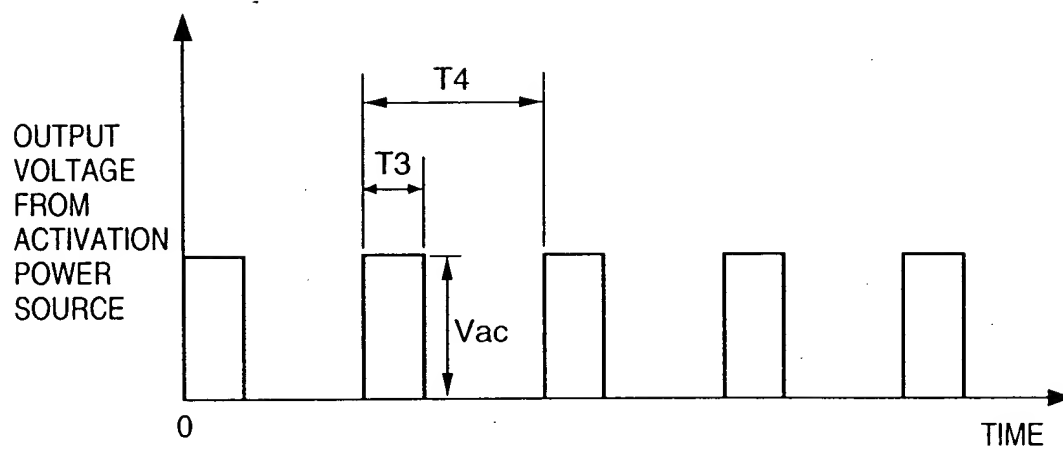 T4
T3
OUTPUT
VOLTAGE
FROM
ACTIVATION
POWER
SOURCE
Vac
0
TIME